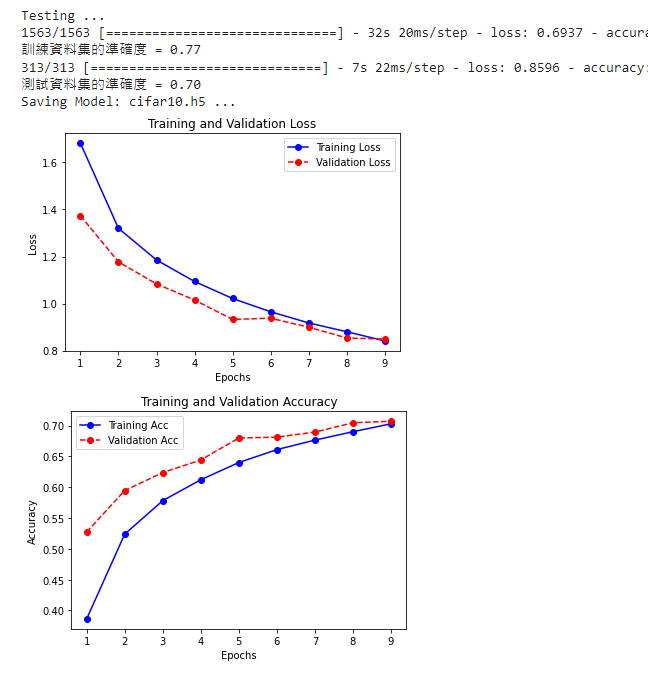 Testing ...
1563/1563 [==============================] - 32s 20ms/step - loss: 0.6937 - 
訓練資料集的準確度 = 0.77
313/313 [==============================] - 7s 22ms/step - loss: 0.8596 - accuracy:
測試資料集的準確度 = 0.70
Saving Model: cifar10.h5 ...
Training and Validation Loss
Training Loss
Validation Loss
1.6
1.4
1.2
1.0
0.8
Loss
1 2 3 4 5 6 7 8 9
Epochs
Training and Validation Accuracy
Training Acc
Validation Acc
0.70
0.65
0.60
0.55
0.50
0.45
0.40
Accuracy
1 2 3 4 5 6 7 8 9
Epochs